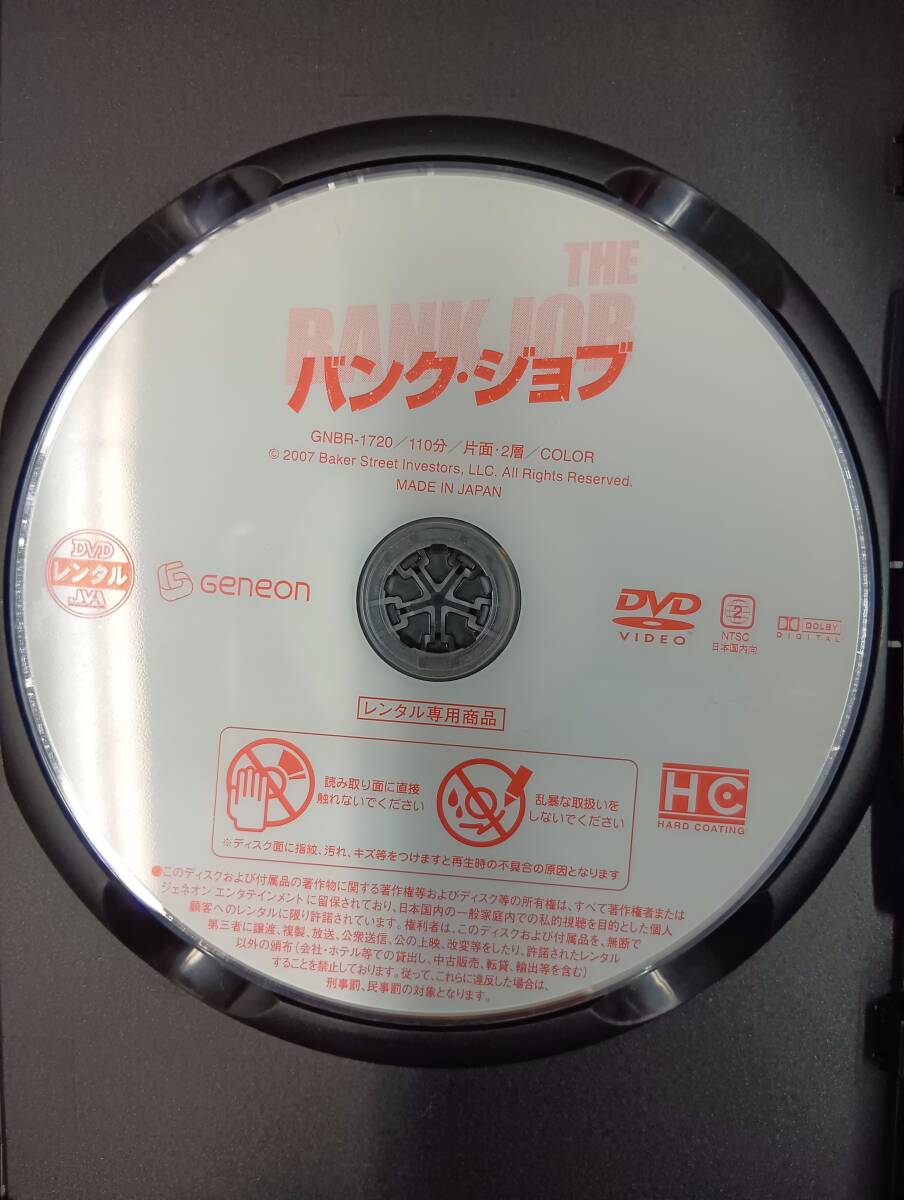 THE
BANK JOB
バンク・ジョブ
GNBR-1720／110分／片面・2層／COLOR
© 2007 Baker Street Investors, LLC. All Rights Reserved.
MADE IN JAPAN
DVD
レンタル
JVA
GENEON
DVD
VIDEO™
2
NTSC
日本国内向
DOLBY
DIGITAL
レンタル専用商品
読み取り面に直接
触れないでください
乱暴な取扱いを
しないでください
※ディスク面に指紋、汚れ、キズ等をつけますと再生時の不具合の原因となります
HC
HARD COATING
●このディスクおよび付属品の著作物に関する著作権等およびディスク等の所有権は、すべて著作権者または
ジェネオン エンタテインメントに留保されており、日本国内の一般家庭内での私的視聴を目的とした個人
顧客へのレンタルに限り許諾されています。権利者は、このディスクおよび付属品を、無断で
第三者に譲渡、複製、放送、公衆送信、公の上映、改変等をしたり、許諾されたレンタル
以外の頒布（会社・ホテル等での貸出し、中古販売、転貸、輸出等を含む）
することを禁止しております。従って、これらに違反した場合は、
刑事罰、民事罰の対象となります。